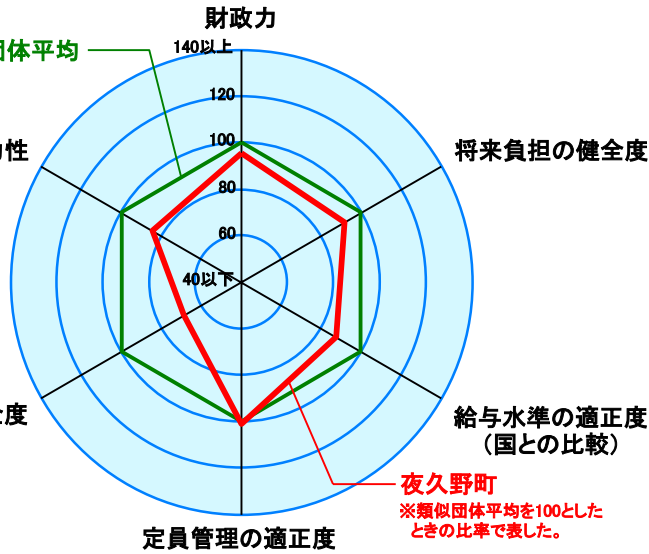 財政力
140以上
団体平均
120
100
性
将来負担の健全度
80
60
40以下
度
給与水準の適正度
（国との比較）
夜久野町
※類似団体平均を100とした
ときの比率で表した。
定員管理の適正度